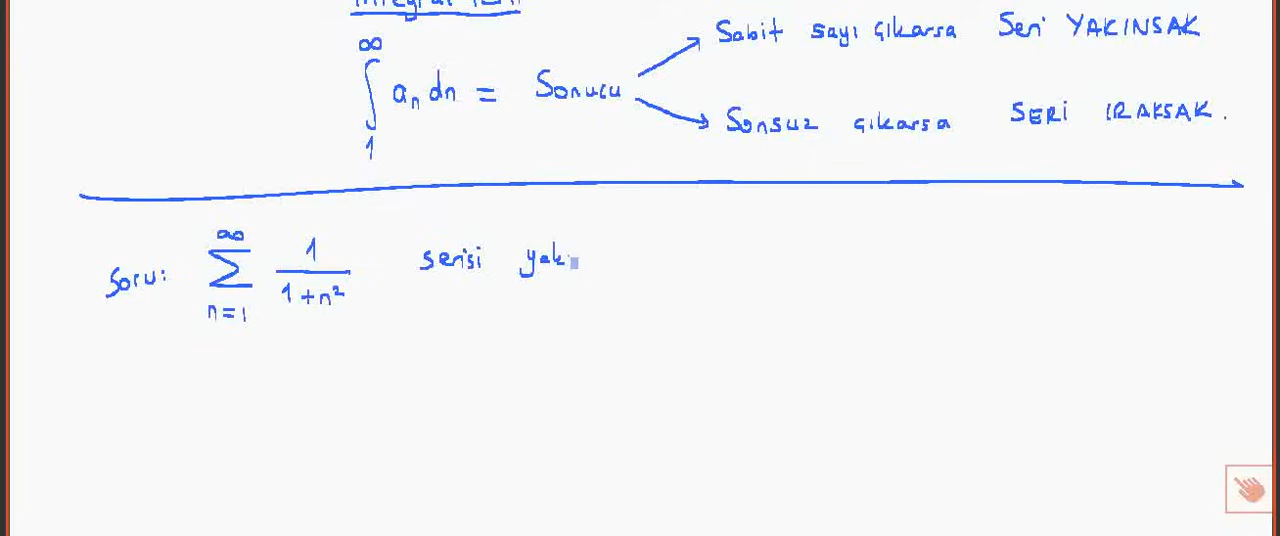 ∞ Sabit sayı çıkarsa Seri YAKINSAK
∫ aₙ dn = Sonucu
1 Sonsuz çıkarsa SERİ IRAKSAK.
Soru: ∞ ∑ n=1 1/(1+n²) serisi yak